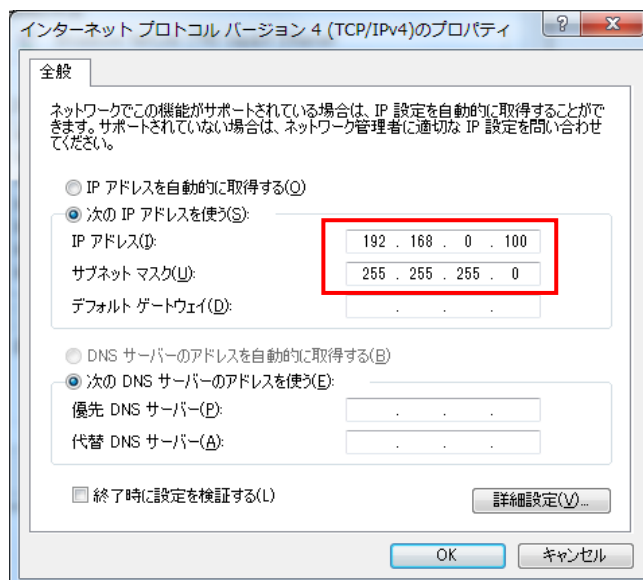 インターネット プロトコル バージョン 4 (TCP/IPv4)のプロパティ
全般
ネットワークでこの機能がサポートされている場合は、IP 設定を自動的に取得することがで
きます。サポートされていない場合は、ネットワーク管理者に適切な IP 設定を問い合わせ
てください。
IP アドレスを自動的に取得する(O)
次の IP アドレスを使う(S):
IP アドレス(I): 192 . 168 . 0 . 100
サブネット マスク(U): 255 . 255 . 255 . 0
デフォルト ゲートウェイ(D): . . .
DNS サーバーのアドレスを自動的に取得する(B)
次の DNS サーバーのアドレスを使う(E):
優先 DNS サーバー(P): . . .
代替 DNS サーバー(A): . . .
終了時に設定を検証する(L)
詳細設定(V)...
OK キャンセル